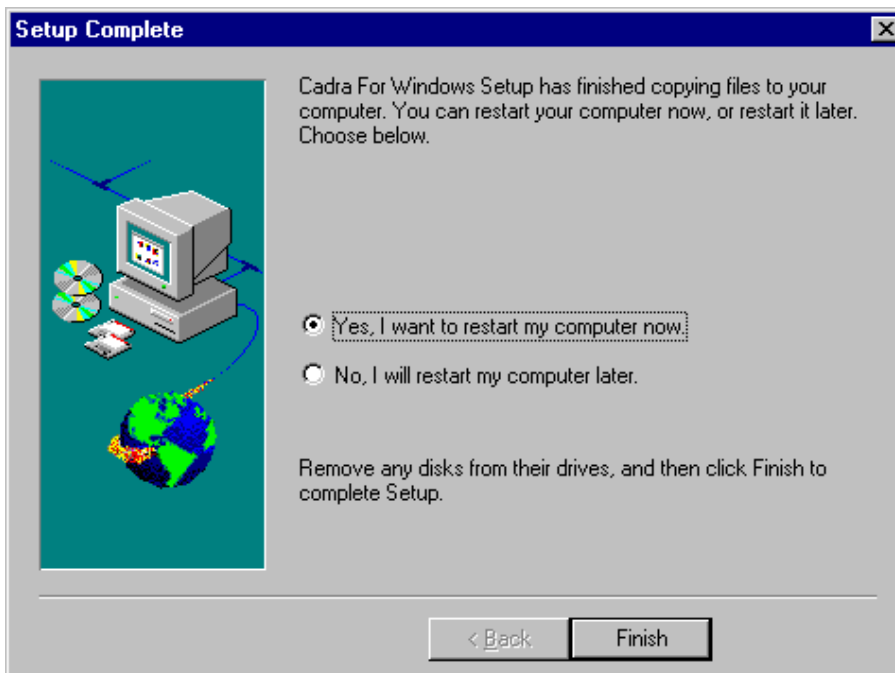 Setup Complete
Cadra For Windows Setup has finished copying files to your
computer. You can restart your computer now, or restart it later.
Choose below.
Yes, I want to restart my computer now.
No, I will restart my computer later.
Remove any disks from their drives, and then click Finish to
complete Setup.
< Back
Finish